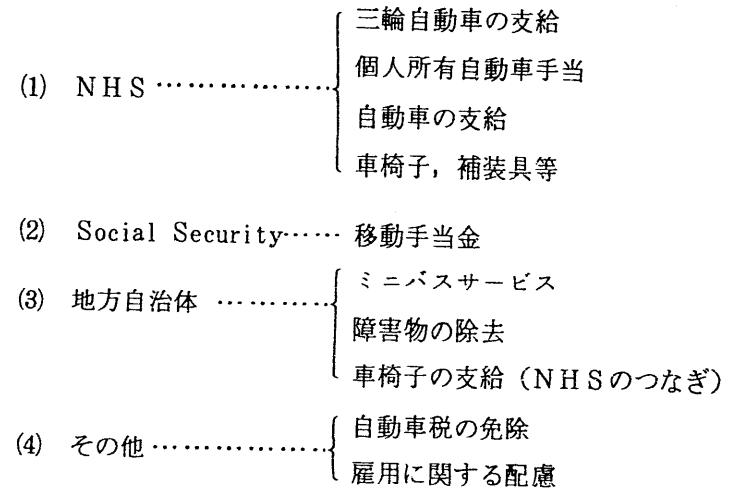 三輪自動車の支給
(1) NHS………………
個人所有自動車手当
自動車の支給
車椅子，補装具等
(2) Social Security…… 移動手当金
(3) 地方自治体 …………
ミニバスサービス
障害物の除去
車椅子の支給（NHSのつなぎ）
(4) その他………………
自動車税の免除
雇用に関する配慮